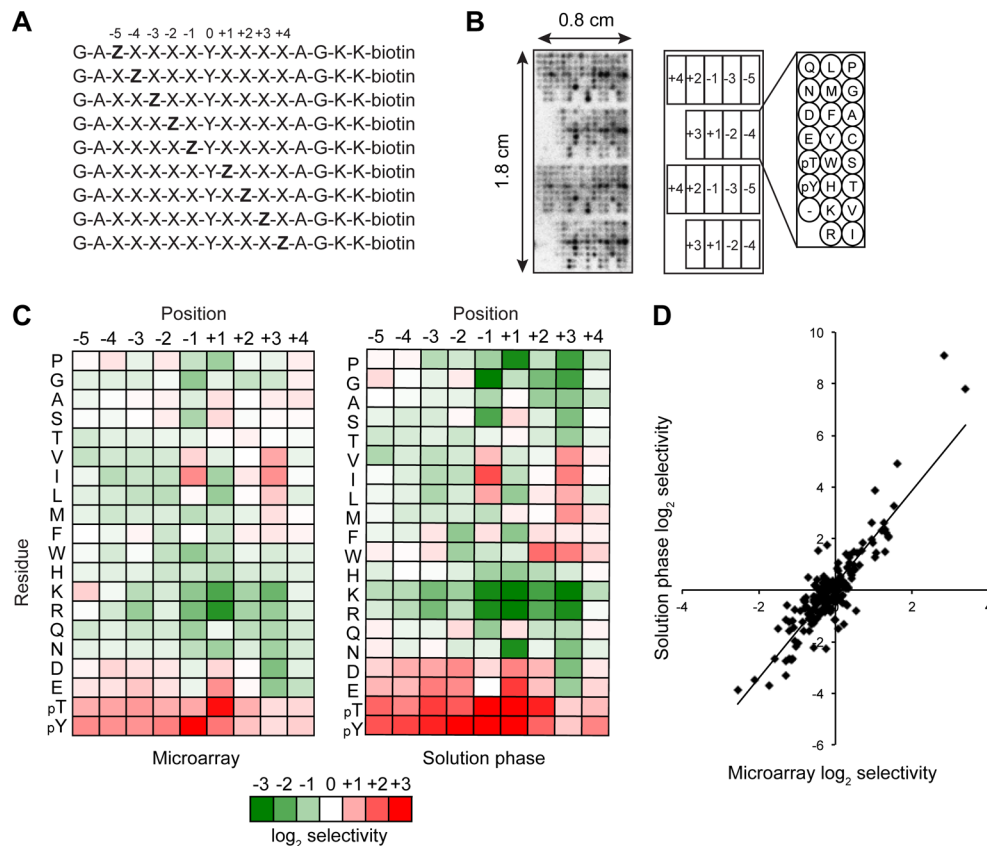 A
-5 -4 -3 -2 -1 0 +1 +2 +3 +4
G-A-Z-X-X-X-X-Y-X-X-X-X-A-G-K-K-biotin
G-A-X-Z-X-X-X-Y-X-X-X-X-A-G-K-K-biotin
G-A-X-X-Z-X-X-Y-X-X-X-X-A-G-K-K-biotin
G-A-X-X-X-Z-X-Y-X-X-X-X-A-G-K-K-biotin
G-A-X-X-X-X-Z-Y-X-X-X-X-A-G-K-K-biotin
G-A-X-X-X-X-X-Y-Z-X-X-X-A-G-K-K-biotin
G-A-X-X-X-X-X-Y-X-Z-X-X-A-G-K-K-biotin
G-A-X-X-X-X-X-Y-X-X-Z-X-A-G-K-K-biotin
G-A-X-X-X-X-X-Y-X-X-X-Z-A-G-K-K-biotin
B
0.8 cm
1.8 cm
+4 +2 -1 -3 -5
+3 +1 -2 -4
+4 +2 -1 -3 -5
+3 +1 -2 -4
Q L P
N M G
D F A
E Y C
pT W S
pY H T
- K V
R I
C
Position
-5 -4 -3 -2 -1 +1 +2 +3 +4
Residue
P
G
A
S
T
V
I
L
M
F
W
H
K
R
Q
N
D
E
pT
pY
Microarray
Position
-5 -4 -3 -2 -1 +1 +2 +3 +4
P
G
A
S
T
V
I
L
M
F
W
H
K
R
Q
N
D
E
pT
pY
Solution phase
-3 -2 -1 0 +1 +2 +3
log2 selectivity
D
Solution phase log2 selectivity
10
8
6
4
2
0
-2
-4
-6
-4 -2 0 2 4
Microarray log2 selectivity